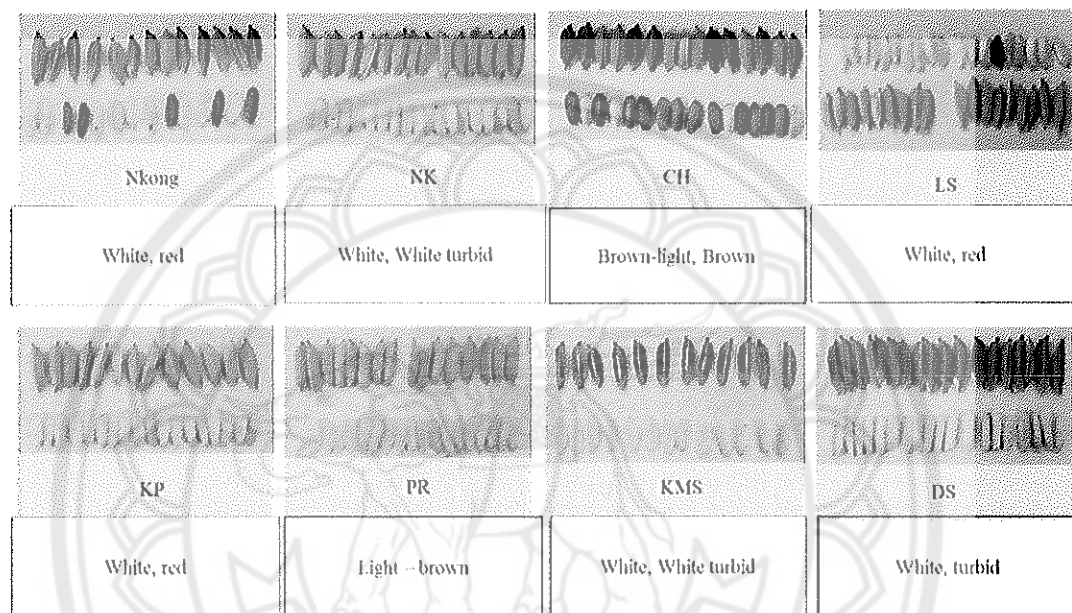 Nkong
NK
CH
LS
White, red
White, White turbid
Brown-light, Brown
White, red
KP
PR
KMS
DS
White, red
Light – brown
White, White turbid
White, turbid